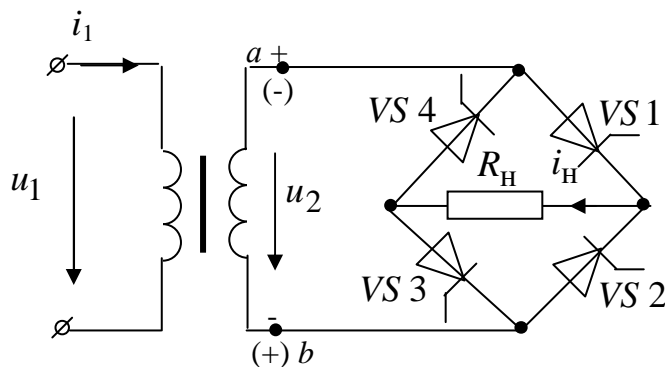 i1
a +
(-)
VS 4
VS 1
u1
u2
RН
iН
VS 3
VS 2
-
(+) b